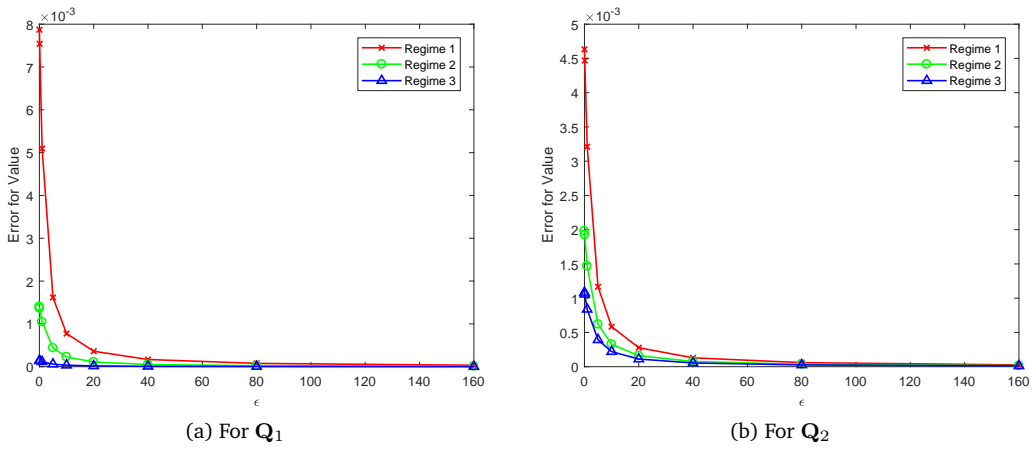 ×10⁻³
8
7
6
5
4
3
2
1
0
Error for Value
0 20 40 60 80 100 120 140 160
ϵ
Regime 1
Regime 2
Regime 3
(a) For Q₁
×10⁻³
5
4.5
4
3.5
3
2.5
2
1.5
1
0.5
0
Error for Value
0 20 40 60 80 100 120 140 160
ϵ
Regime 1
Regime 2
Regime 3
(b) For Q₂